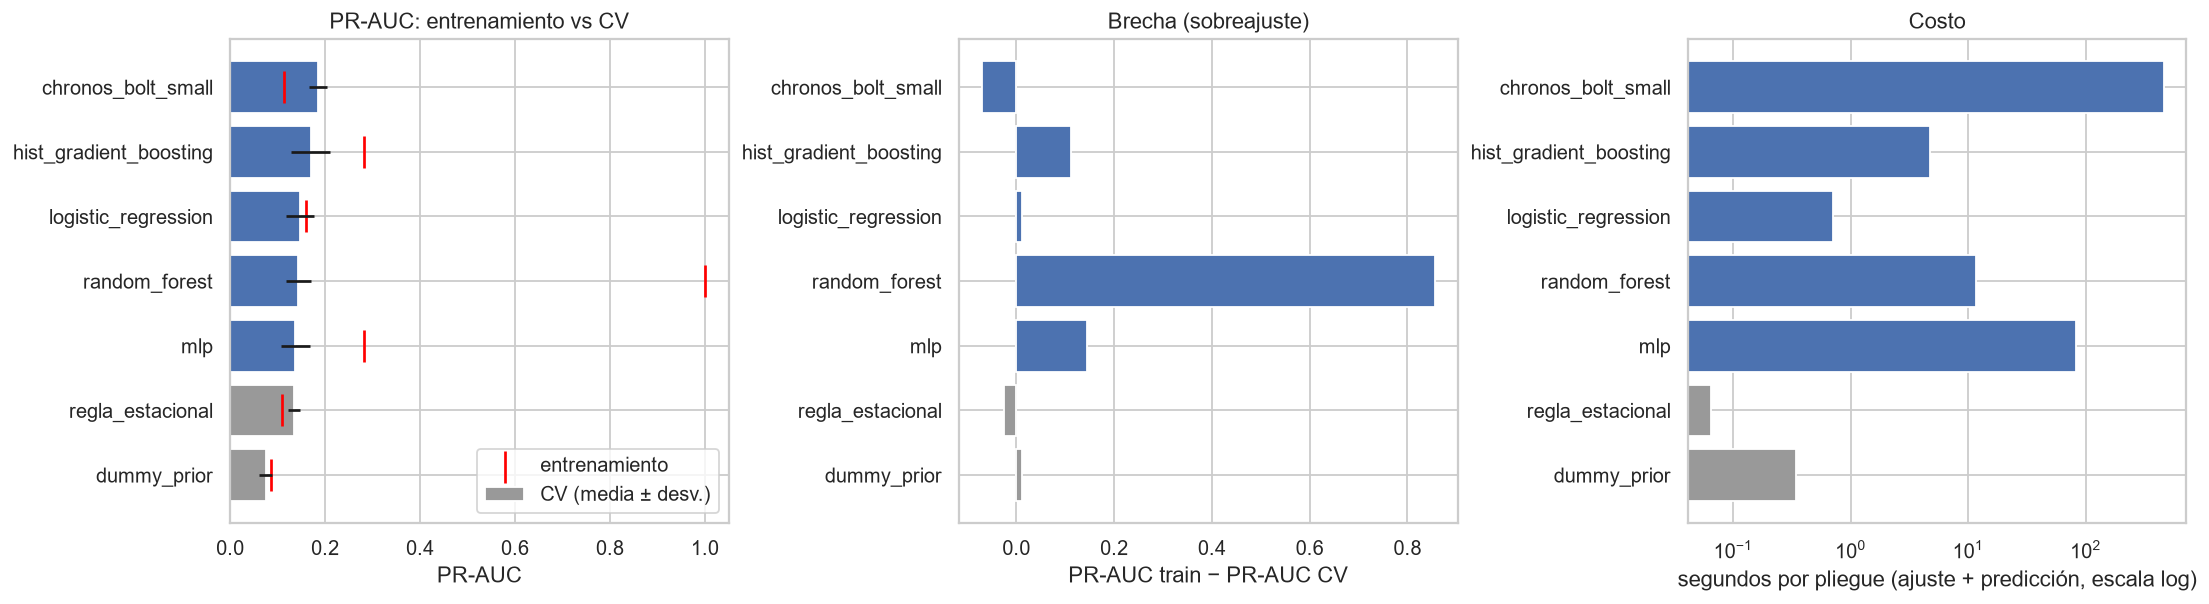 PR-AUC: entrenamiento vs CV
chronos_bolt_small
hist_gradient_boosting
logistic_regression
random_forest
mlp
regla_estacional
dummy_prior
entrenamiento
CV (media ± desv.)
0.0 0.2 0.4 0.6 0.8 1.0
PR-AUC
Brecha (sobreajuste)
chronos_bolt_small
hist_gradient_boosting
logistic_regression
random_forest
mlp
regla_estacional
dummy_prior
0.0 0.2 0.4 0.6 0.8
PR-AUC train − PR-AUC CV
Costo
chronos_bolt_small
hist_gradient_boosting
logistic_regression
random_forest
mlp
regla_estacional
dummy_prior
10⁻¹ 10⁰ 10¹ 10²
segundos por pliegue (ajuste + predicción, escala log)